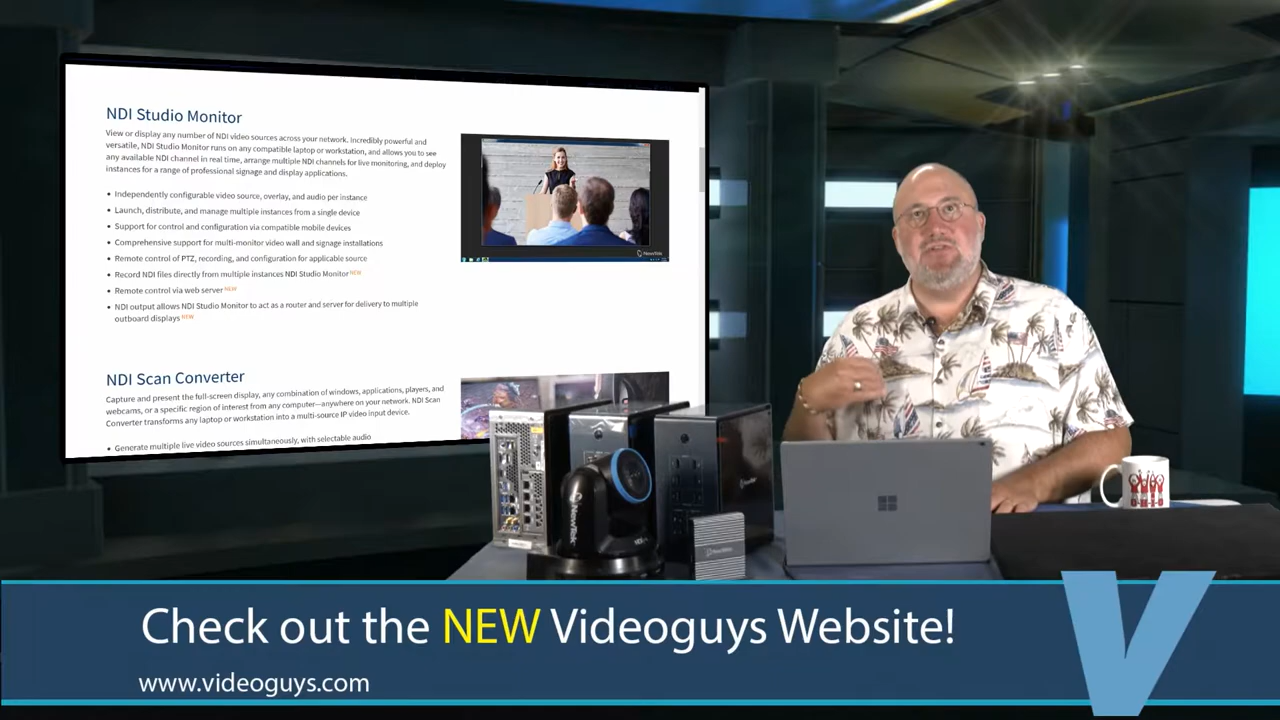 NDI Studio Monitor
View or display any number of NDI video sources across your network. Incredibly powerful and
versatile, NDI Studio Monitor runs on any compatible laptop or workstation, and allows you to see
any available NDI channel in real time, arrange multiple NDI channels for live monitoring, and deploy
instances for a range of professional signage and display applications.
• Independently configurable video source, overlay, and audio per instance
• Launch, distribute, and manage multiple instances from a single device
• Support for control and configuration via compatible mobile devices
• Comprehensive support for multi-monitor video wall and signage installations
• Remote control of PTZ, recording, and configuration for applicable source
• Record NDI files directly from multiple instances NDI Studio Monitor NEW
• Remote control via web server NEW
• NDI output allows NDI Studio Monitor to act as a router and server for delivery to multiple
outboard displays NEW
NewTek
NDI Scan Converter
Capture and present the full-screen display, any combination of windows, applications, players, and
webcams, or a specific region of interest from any computer—anywhere on your network. NDI Scan
Converter transforms any laptop or workstation into a multi-source IP video input device.
• Generate multiple live video sources simultaneously, with selectable audio
NewTek
Check out the NEW Videoguys Website!
www.videoguys.com
V